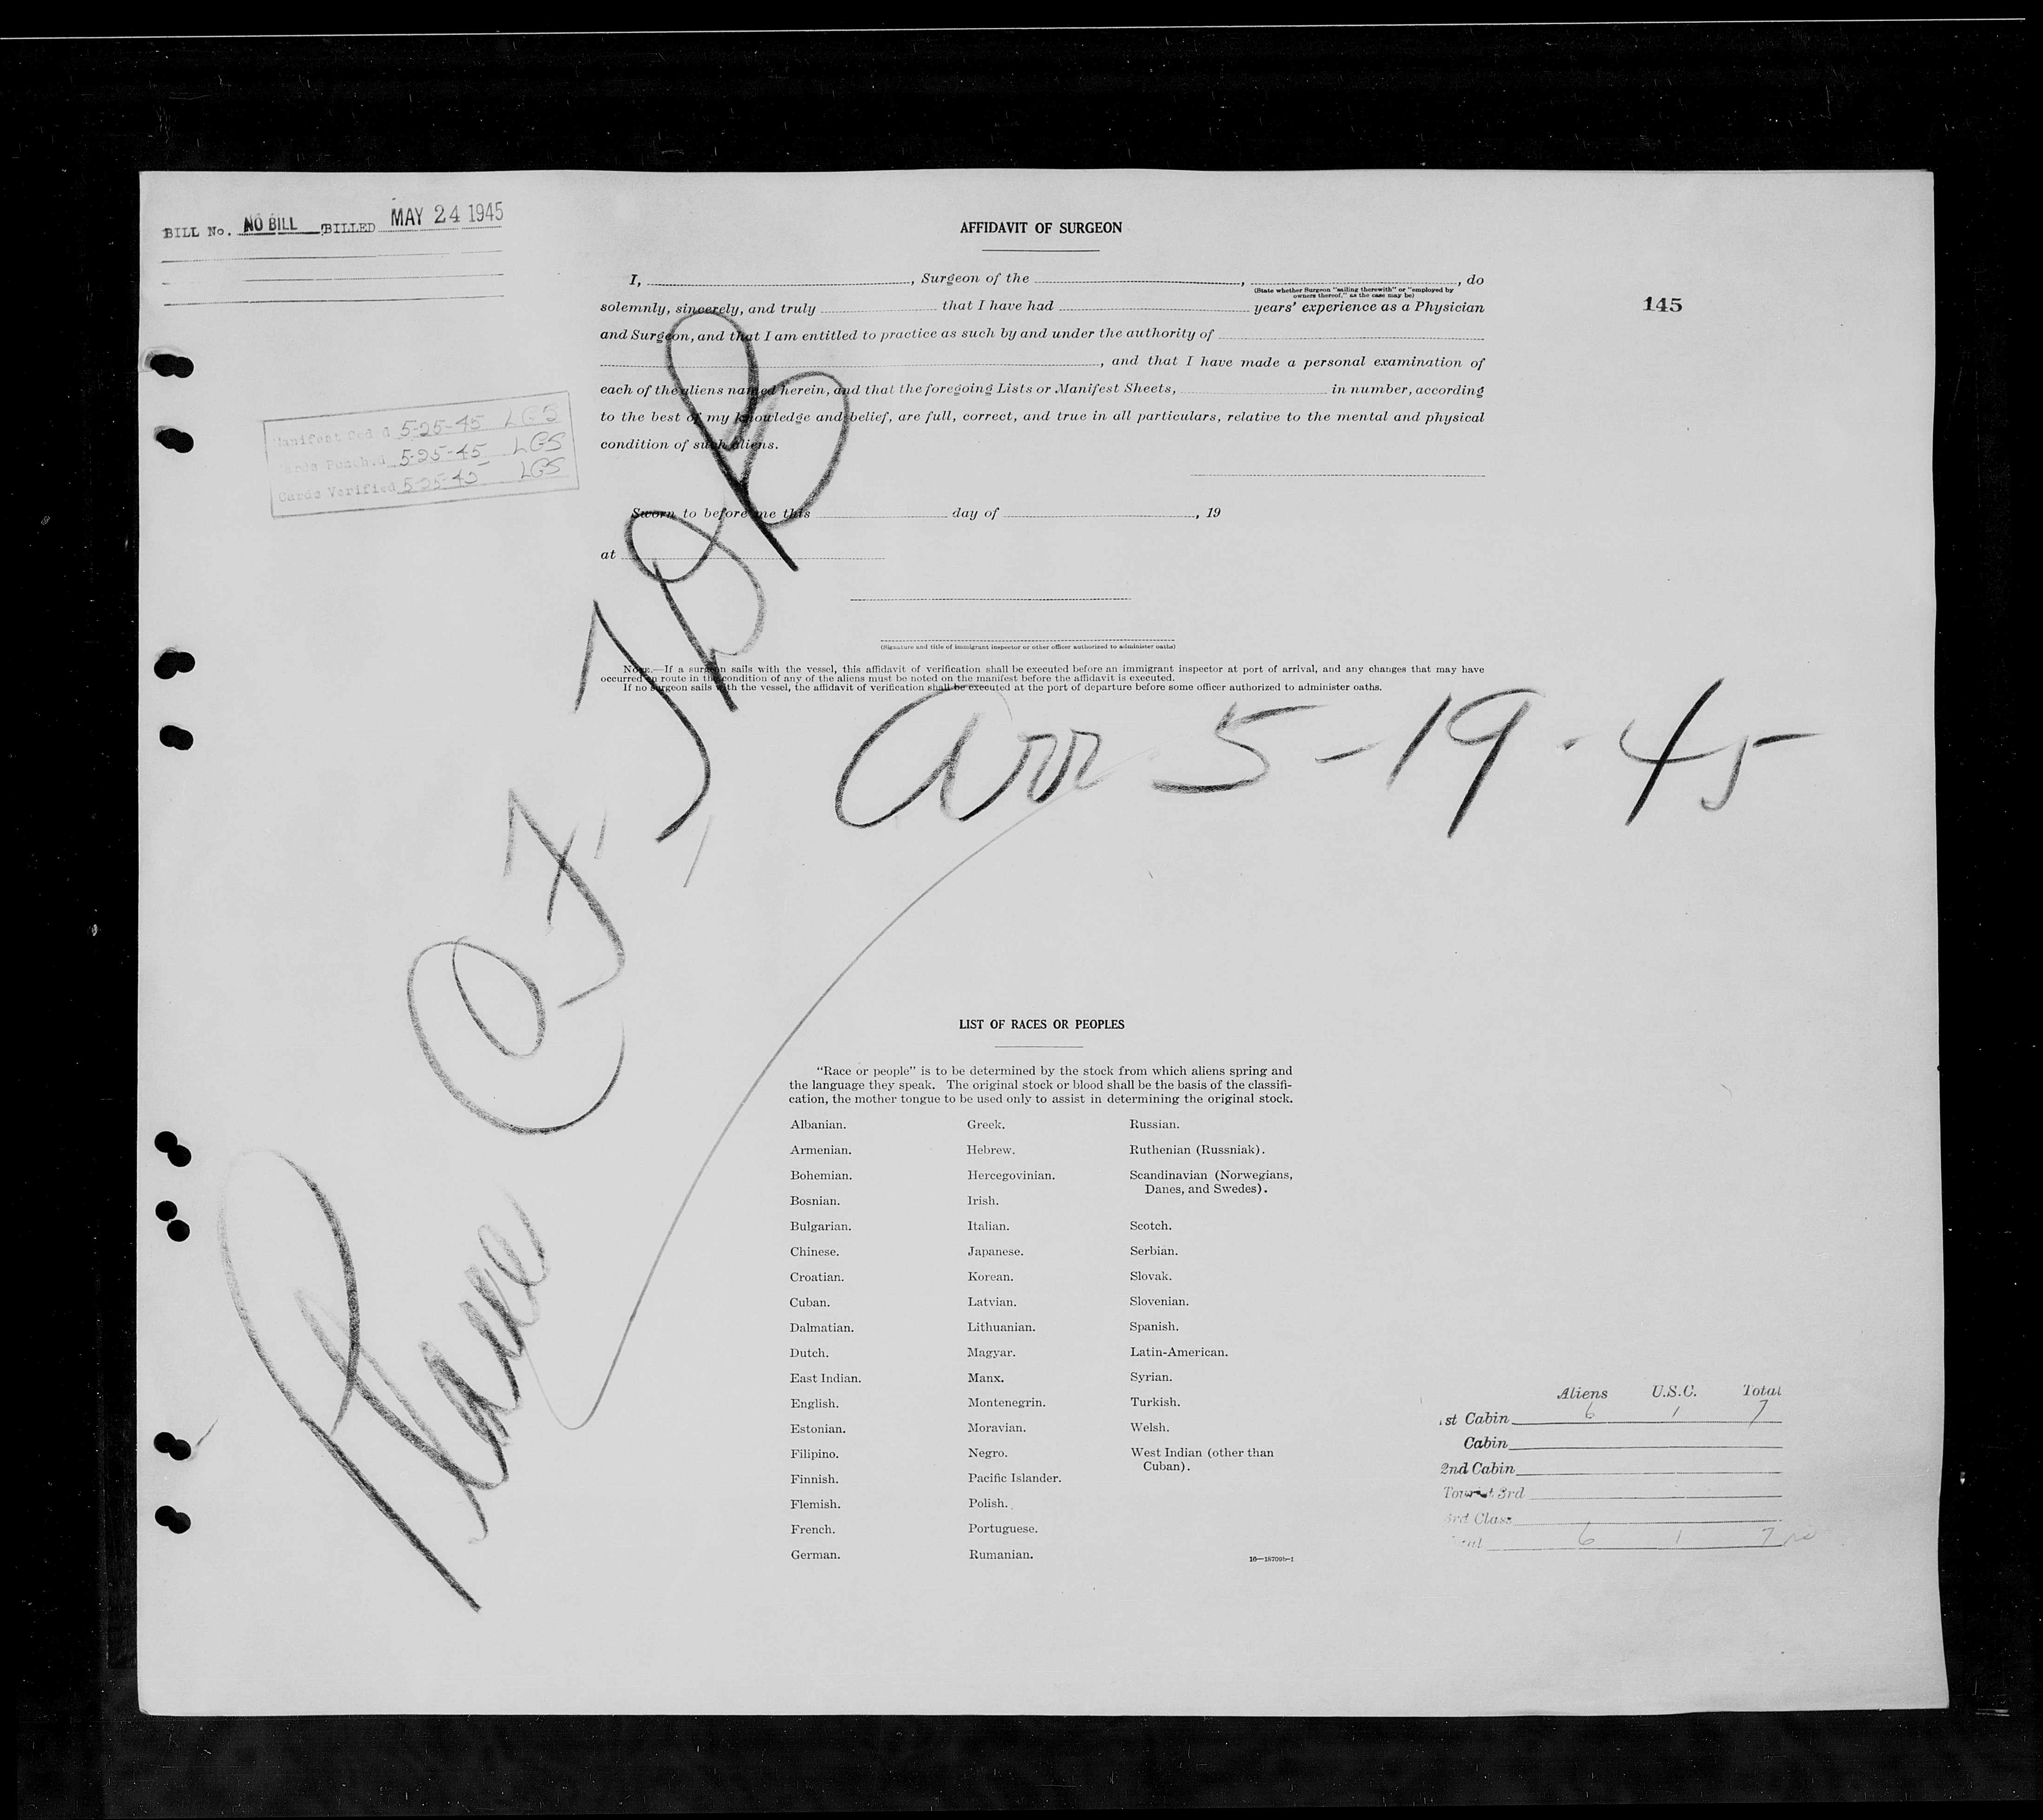 BILL No. NO BILL BILLED MAY 24 1945
AFFIDAVIT OF SURGEON
145
I, , Surgeon of the , , do
(State whether Surgeon "sailing therewith" or "employed by
owners thereof," as the case may be)
solemnly, sincerely, and truly that I have had years' experience as a Physician
and Surgeon, and that I am entitled to practice as such by and under the authority of
, and that I have made a personal examination of
each of the aliens named herein, and that the foregoing Lists or Manifest Sheets, in number, according
to the best of my knowledge and belief, are full, correct, and true in all particulars, relative to the mental and physical
condition of such aliens.
Manifest Coded 5-25-45 LGS
Cards Punched 5-25-45 LGS
Cards Verified 5-25-45 LGS
Sworn to before me this day of , 19
at
(Signature and title of immigrant inspector or other officer authorized to administer oaths)
Note.—If a surgeon sails with the vessel, this affidavit of verification shall be executed before an immigrant inspector at port of arrival, and any changes that may have
occurred en route in the condition of any of the aliens must be noted on the manifest before the affidavit is executed.
If no surgeon sails with the vessel, the affidavit of verification shall be executed at the port of departure before some officer authorized to administer oaths.
Plane
Arr 5-19-45
LIST OF RACES OR PEOPLES
"Race or people" is to be determined by the stock from which aliens spring and
the language they speak. The original stock or blood shall be the basis of the classifi-
cation, the mother tongue to be used only to assist in determining the original stock.
Albanian.
Armenian.
Bohemian.
Bosnian.
Bulgarian.
Chinese.
Croatian.
Cuban.
Dalmatian.
Dutch.
East Indian.
English.
Estonian.
Filipino.
Finnish.
Flemish.
French.
German.
Greek.
Hebrew.
Hercegovinian.
Irish.
Italian.
Japanese.
Korean.
Latvian.
Lithuanian.
Magyar.
Manx.
Montenegrin.
Moravian.
Negro.
Pacific Islander.
Polish.
Portuguese.
Rumanian.
Russian.
Ruthenian (Russniak).
Scandinavian (Norwegians,
Danes, and Swedes).
Scotch.
Serbian.
Slovak.
Slovenian.
Spanish.
Latin-American.
Syrian.
Turkish.
Welsh.
West Indian (other than
Cuban).
16—18709b-1
Aliens U.S.C. Total
1st Cabin 6 1 7
Cabin
2nd Cabin
Tourist 3rd
3rd Class
Total 6 1 7